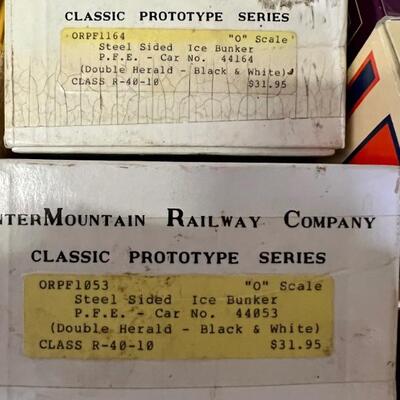 CLASSIC PROTOTYPE SERIES
ORPF1164 "O" Scale
Steel Sided Ice Bunker
P.F.E. - Car No. 44164
(Double Herald - Black & White)
CLASS R-40-10 $31.95
NTERMOUNTAIN RAILWAY COMPANY
CLASSIC PROTOTYPE SERIES
ORPF1053 "O" Scale
Steel Sided Ice Bunker
P.F.E. - Car No. 44053
(Double Herald - Black & White)
CLASS R-40-10 $31.95